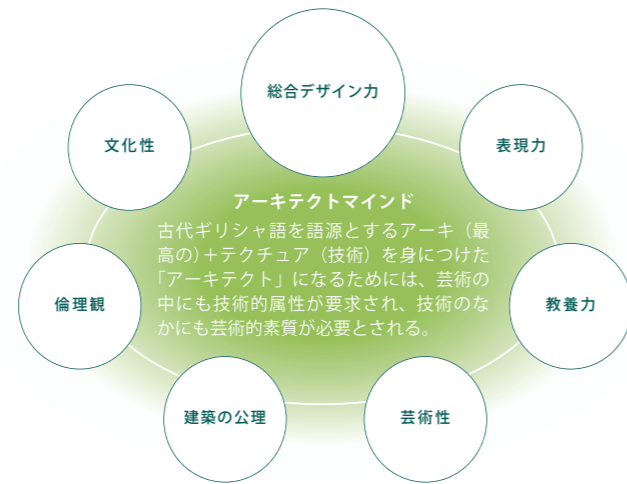 総合デザイン力
文化性
表現力
アーキテクトマインド
古代ギリシャ語を語源とするアーキ（最
高の）＋テクチュア（技術）を身につけた
「アーキテクト」になるためには、芸術の
中にも技術的属性が要求され、技術のな
かにも芸術的素質が必要とされる。
倫理観
教養力
建築の公理
芸術性